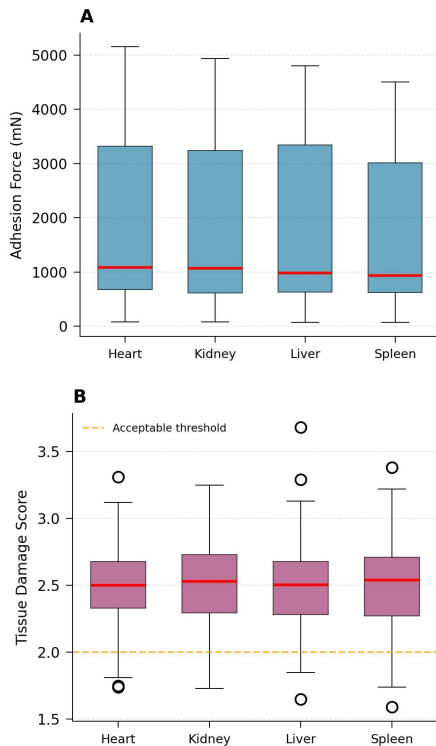 A
Adhesion Force (mN)
5000
4000
3000
2000
1000
0
Heart Kidney Liver Spleen
B
Acceptable threshold
Tissue Damage Score
3.5
3.0
2.5
2.0
1.5
Heart Kidney Liver Spleen